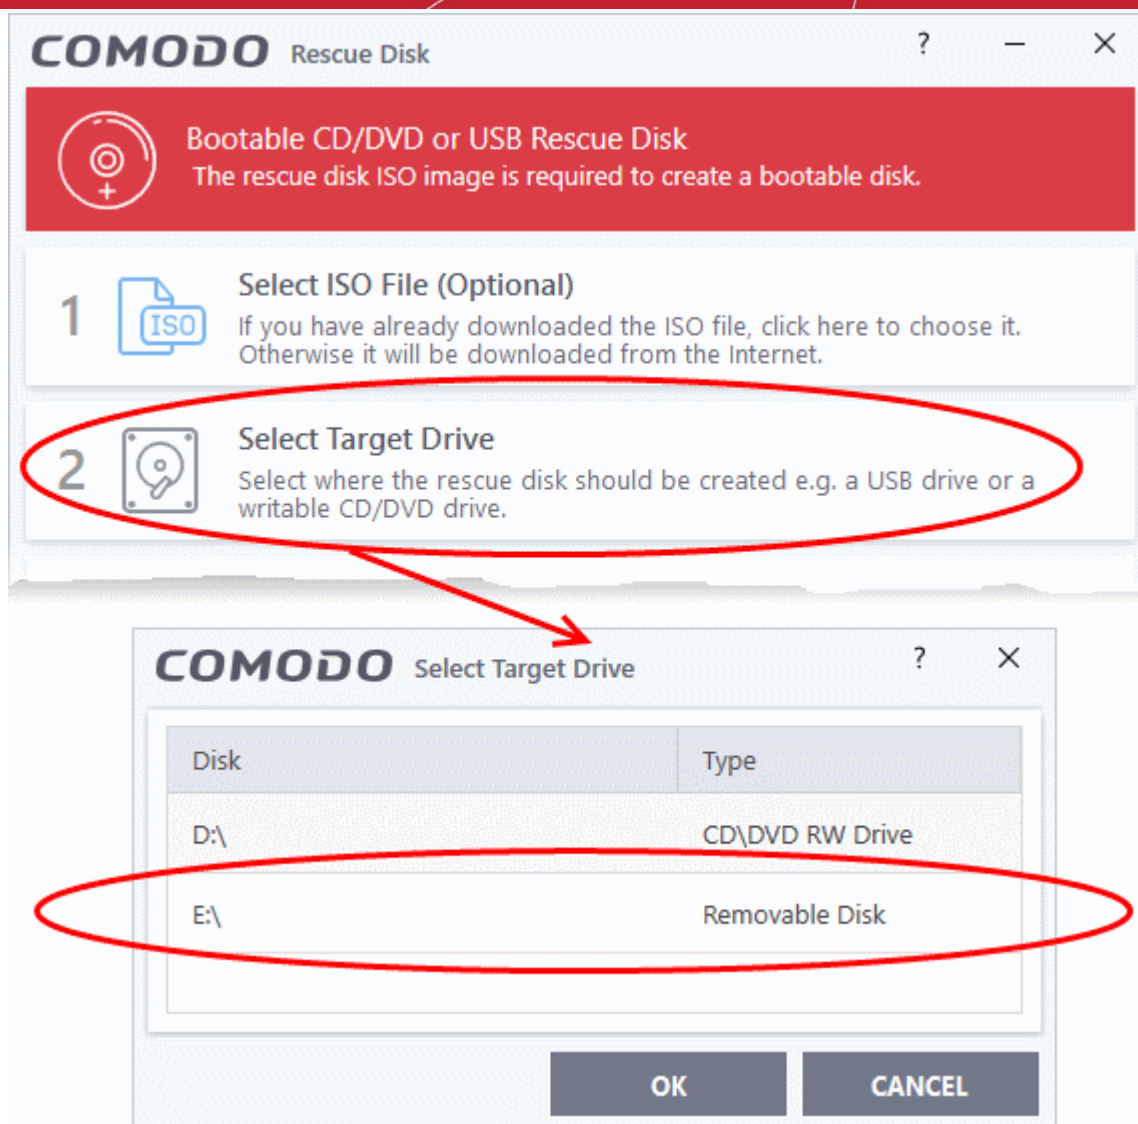 COMODO Rescue Disk ?
Bootable CD/DVD or USB Rescue Disk
The rescue disk ISO image is required to create a bootable disk.
1 ISO Select ISO File (Optional)
If you have already downloaded the ISO file, click here to choose it.
Otherwise it will be downloaded from the Internet.
2 Select Target Drive
Select where the rescue disk should be created e.g. a USB drive or a
writable CD/DVD drive.
COMODO Select Target Drive ?
Disk Type
D:\ CD\DVD RW Drive
E:\ Removable Disk
OK CANCEL